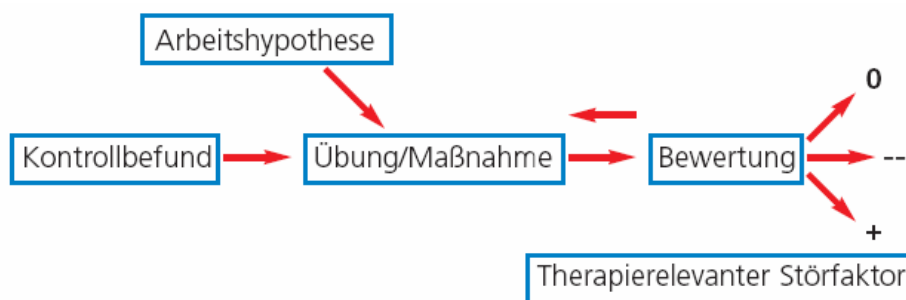 Arbeitshypothese
0
Kontrollbefund
Übung/Maßnahme
Bewertung
--
+
Therapierelevanter Störfaktor